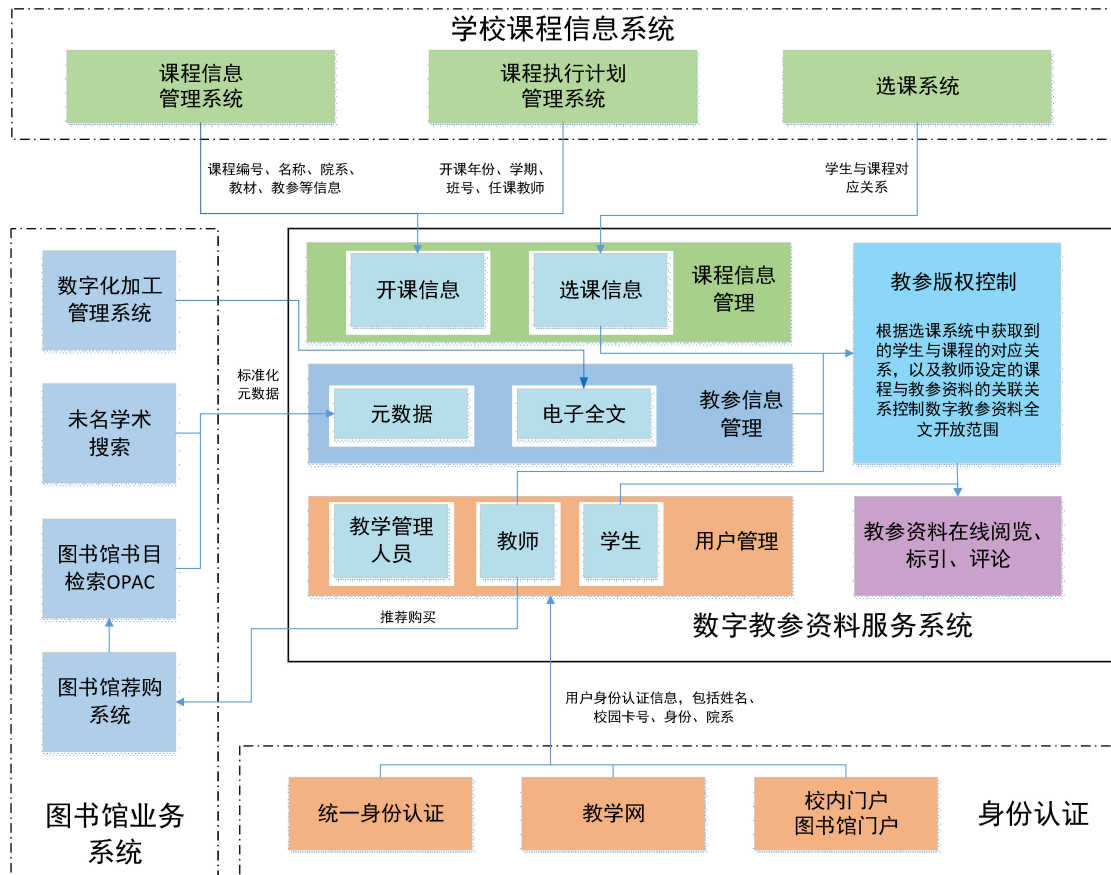 学校课程信息系统
课程信息
管理系统
课程执行计划
管理系统
选课系统
课程编号、名称、院系、
教材、教参等信息
开课年份、学期、
班号、任课教师
学生与课程对
应关系
数字化加工
管理系统
未名学术
搜索
图书馆书目
检索OPAC
图书馆荐购
系统
图书馆业务
系统
标准化
元数据
开课信息
选课信息
课程信息
管理
元数据
电子全文
教参信息
管理
教学管理
人员
教师
学生
用户管理
教参版权控制
根据选课系统中获取到
的学生与课程的对应关
系，以及教师设定的课
程与教参资料的关联关
系控制数字教参资料全
文开放范围
教参资料在线阅览、
标引、评论
推荐购买
数字教参资料服务系统
用户身份认证信息，包括姓名、
校园卡号、身份、院系
统一身份认证
教学网
校内门户
图书馆门户
身份认证